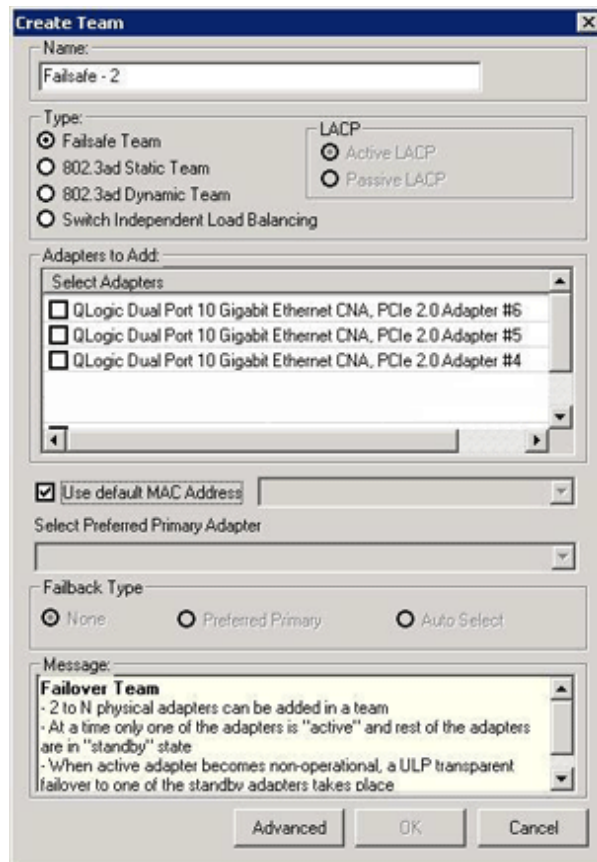 Create Team
Name:
Failsafe - 2
Type:
Failsafe Team
802.3ad Static Team
802.3ad Dynamic Team
Switch Independent Load Balancing
LACP
Active LACP
Passive LACP
Adapters to Add:
Select Adapters
QLogic Dual Port 10 Gigabit Ethernet CNA, PCIe 2.0 Adapter #6
QLogic Dual Port 10 Gigabit Ethernet CNA, PCIe 2.0 Adapter #5
QLogic Dual Port 10 Gigabit Ethernet CNA, PCIe 2.0 Adapter #4
Use default MAC Address
Select Preferred Primary Adapter
Failback Type
None
Preferred Primary
Auto Select
Message:
Failover Team
- 2 to N physical adapters can be added in a team
- At a time only one of the adapters is "active" and rest of the adapters
are in "standby" state
- When active adapter becomes non-operational, a ULP transparent
failover to one of the standby adapters takes place
Advanced
OK
Cancel